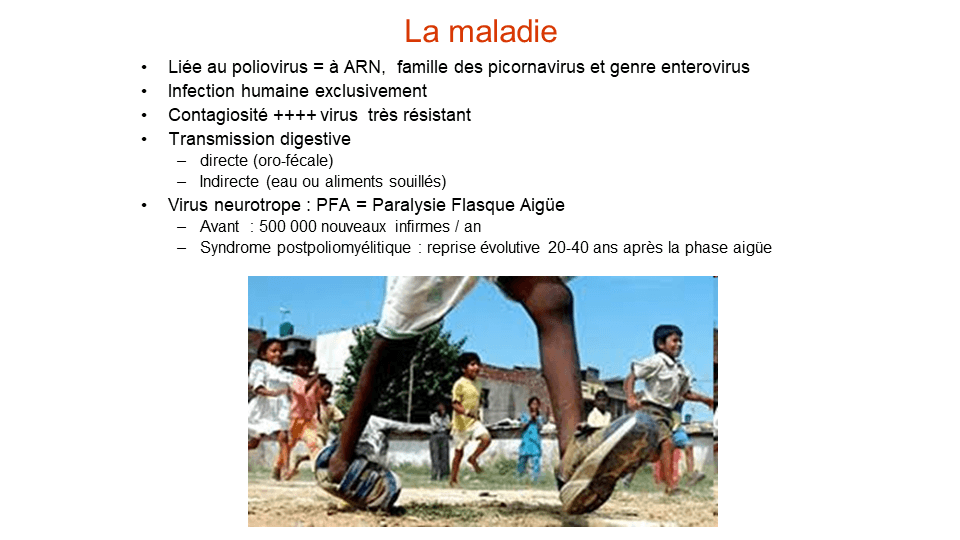 La maladie
• Liée au poliovirus = à ARN, famille des picornavirus et genre enterovirus
• Infection humaine exclusivement
• Contagiosité ++++ virus très résistant
• Transmission digestive
– directe (oro-fécale)
– Indirecte (eau ou aliments souillés)
• Virus neurotrope : PFA = Paralysie Flasque Aigüe
– Avant : 500 000 nouveaux infirmes / an
– Syndrome postpoliomyélitique : reprise évolutive 20-40 ans après la phase aigüe